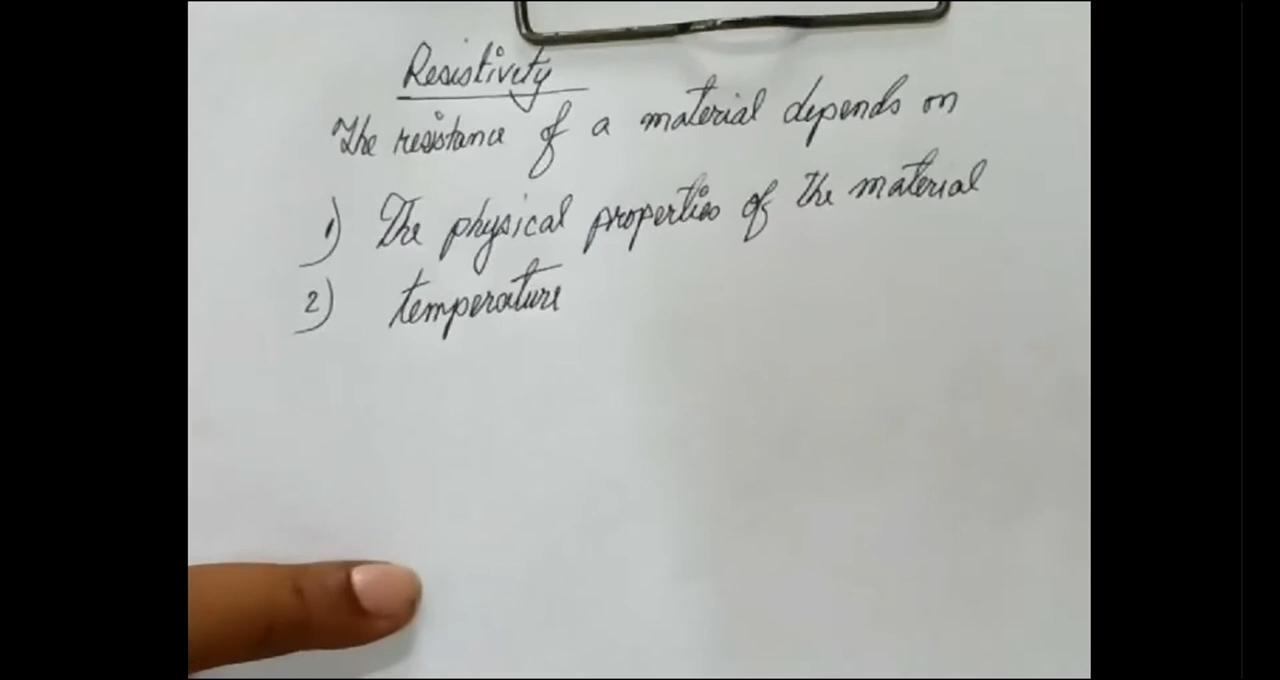 Resistivity
The resistance of a material depends on
1) The physical properties of the material
2) temperature